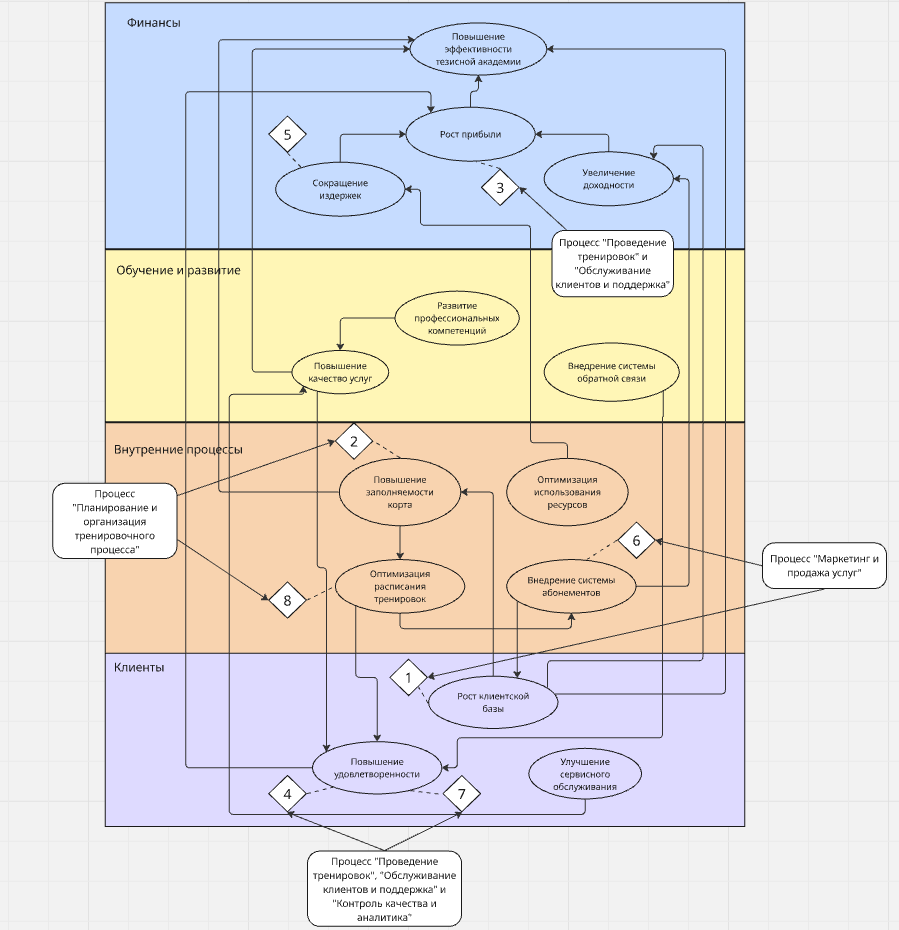 Финансы
Повышение
эффективности
тезисной академии
5
Рост прибыли
Сокращение
издержек
3
Увеличение
доходности
Процесс "Проведение
тренировок" и
"Обслуживание
клиентов и поддержка"
Обучение и развитие
Развитие
профессиональных
компетенций
Повышение
качество услуг
Внедрение системы
обратной связи
Внутренние процессы
2
Повышение
заполняемости
корта
Оптимизация
использования
ресурсов
Процесс
"Планирование и
организация
тренировочного
процесса"
6
Процесс "Маркетинг и
продажа услуг"
8
Оптимизация
расписания
тренировок
Внедрение системы
абонементов
Клиенты
1
Рост клиентской
базы
Повышение
удовлетворенности
Улучшение
сервисного
обслуживания
4
7
Процесс "Проведение
тренировок", "Обслуживание
клиентов и поддержка" и
"Контроль качества и
аналитика"